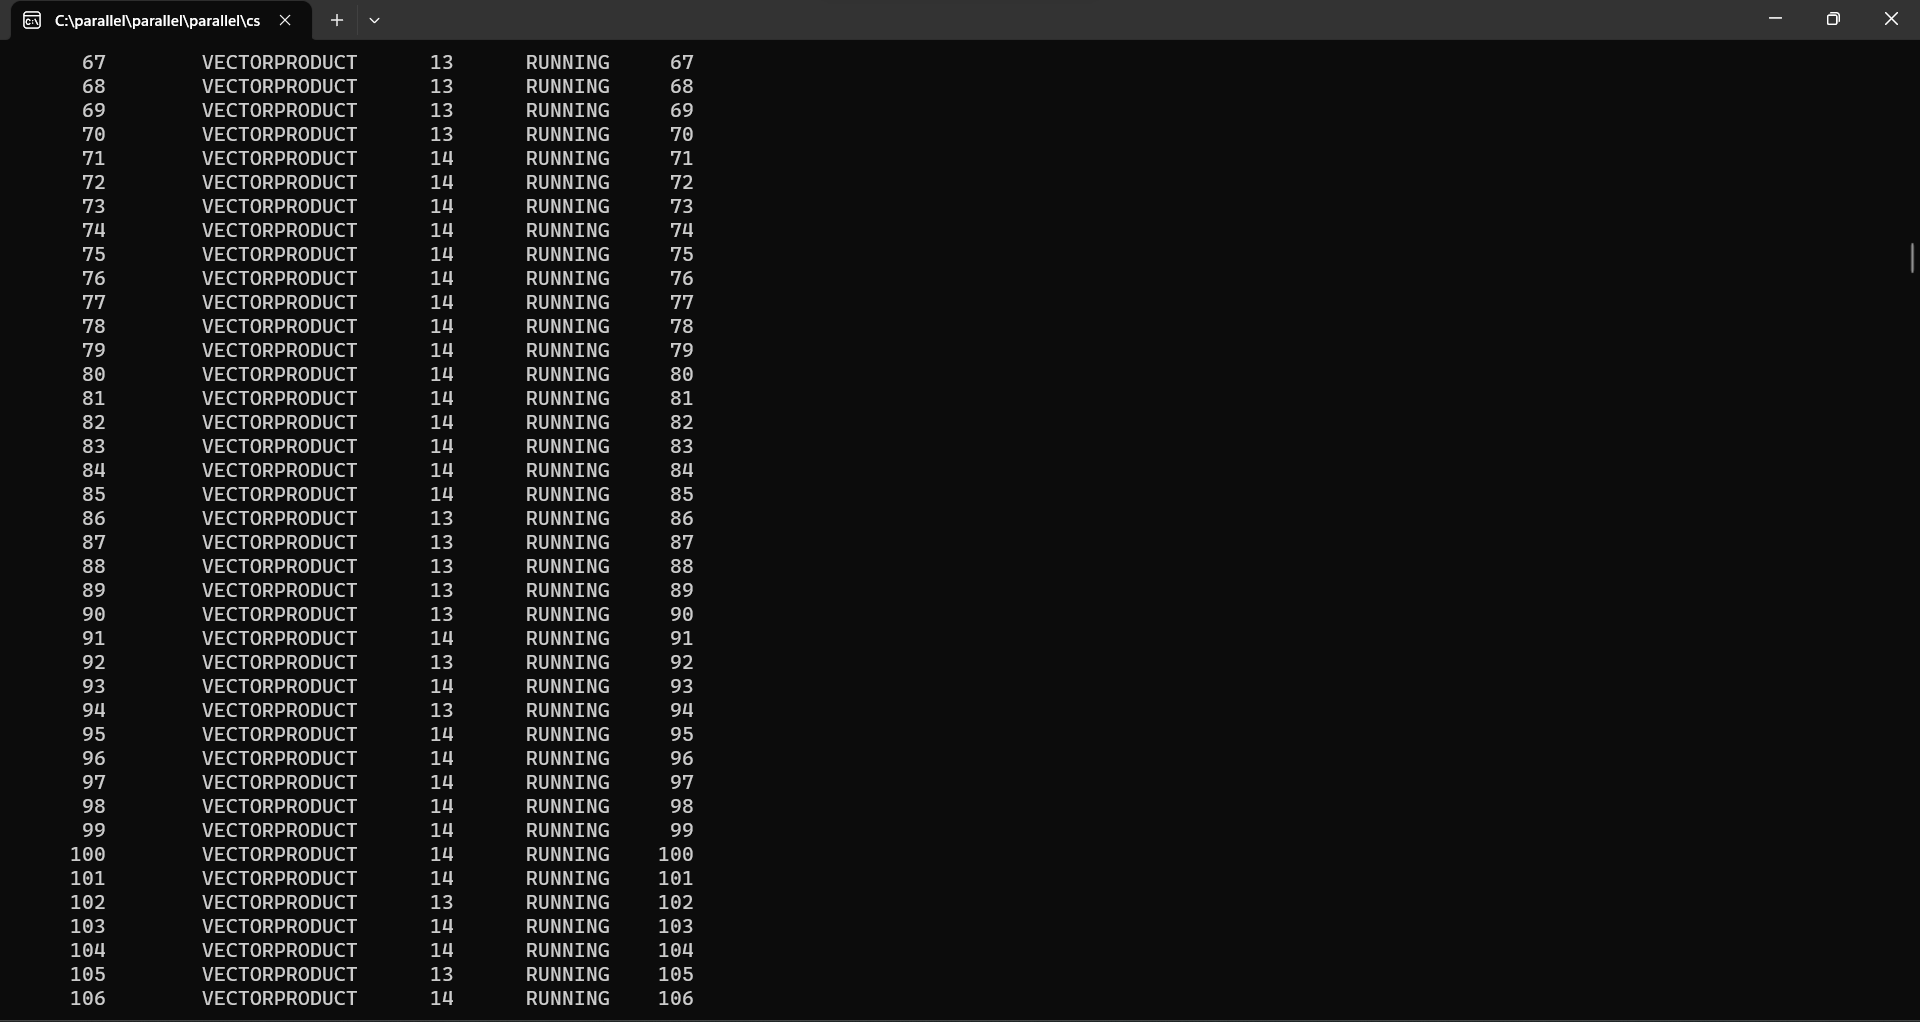 C:\parallel\parallel\parallel\cs
67 VECTORPRODUCT 13 RUNNING 67
68 VECTORPRODUCT 13 RUNNING 68
69 VECTORPRODUCT 13 RUNNING 69
70 VECTORPRODUCT 13 RUNNING 70
71 VECTORPRODUCT 14 RUNNING 71
72 VECTORPRODUCT 14 RUNNING 72
73 VECTORPRODUCT 14 RUNNING 73
74 VECTORPRODUCT 14 RUNNING 74
75 VECTORPRODUCT 14 RUNNING 75
76 VECTORPRODUCT 14 RUNNING 76
77 VECTORPRODUCT 14 RUNNING 77
78 VECTORPRODUCT 14 RUNNING 78
79 VECTORPRODUCT 14 RUNNING 79
80 VECTORPRODUCT 14 RUNNING 80
81 VECTORPRODUCT 14 RUNNING 81
82 VECTORPRODUCT 14 RUNNING 82
83 VECTORPRODUCT 14 RUNNING 83
84 VECTORPRODUCT 14 RUNNING 84
85 VECTORPRODUCT 14 RUNNING 85
86 VECTORPRODUCT 13 RUNNING 86
87 VECTORPRODUCT 13 RUNNING 87
88 VECTORPRODUCT 13 RUNNING 88
89 VECTORPRODUCT 13 RUNNING 89
90 VECTORPRODUCT 13 RUNNING 90
91 VECTORPRODUCT 14 RUNNING 91
92 VECTORPRODUCT 13 RUNNING 92
93 VECTORPRODUCT 14 RUNNING 93
94 VECTORPRODUCT 13 RUNNING 94
95 VECTORPRODUCT 14 RUNNING 95
96 VECTORPRODUCT 14 RUNNING 96
97 VECTORPRODUCT 14 RUNNING 97
98 VECTORPRODUCT 14 RUNNING 98
99 VECTORPRODUCT 14 RUNNING 99
100 VECTORPRODUCT 14 RUNNING 100
101 VECTORPRODUCT 14 RUNNING 101
102 VECTORPRODUCT 13 RUNNING 102
103 VECTORPRODUCT 14 RUNNING 103
104 VECTORPRODUCT 14 RUNNING 104
105 VECTORPRODUCT 13 RUNNING 105
106 VECTORPRODUCT 14 RUNNING 106